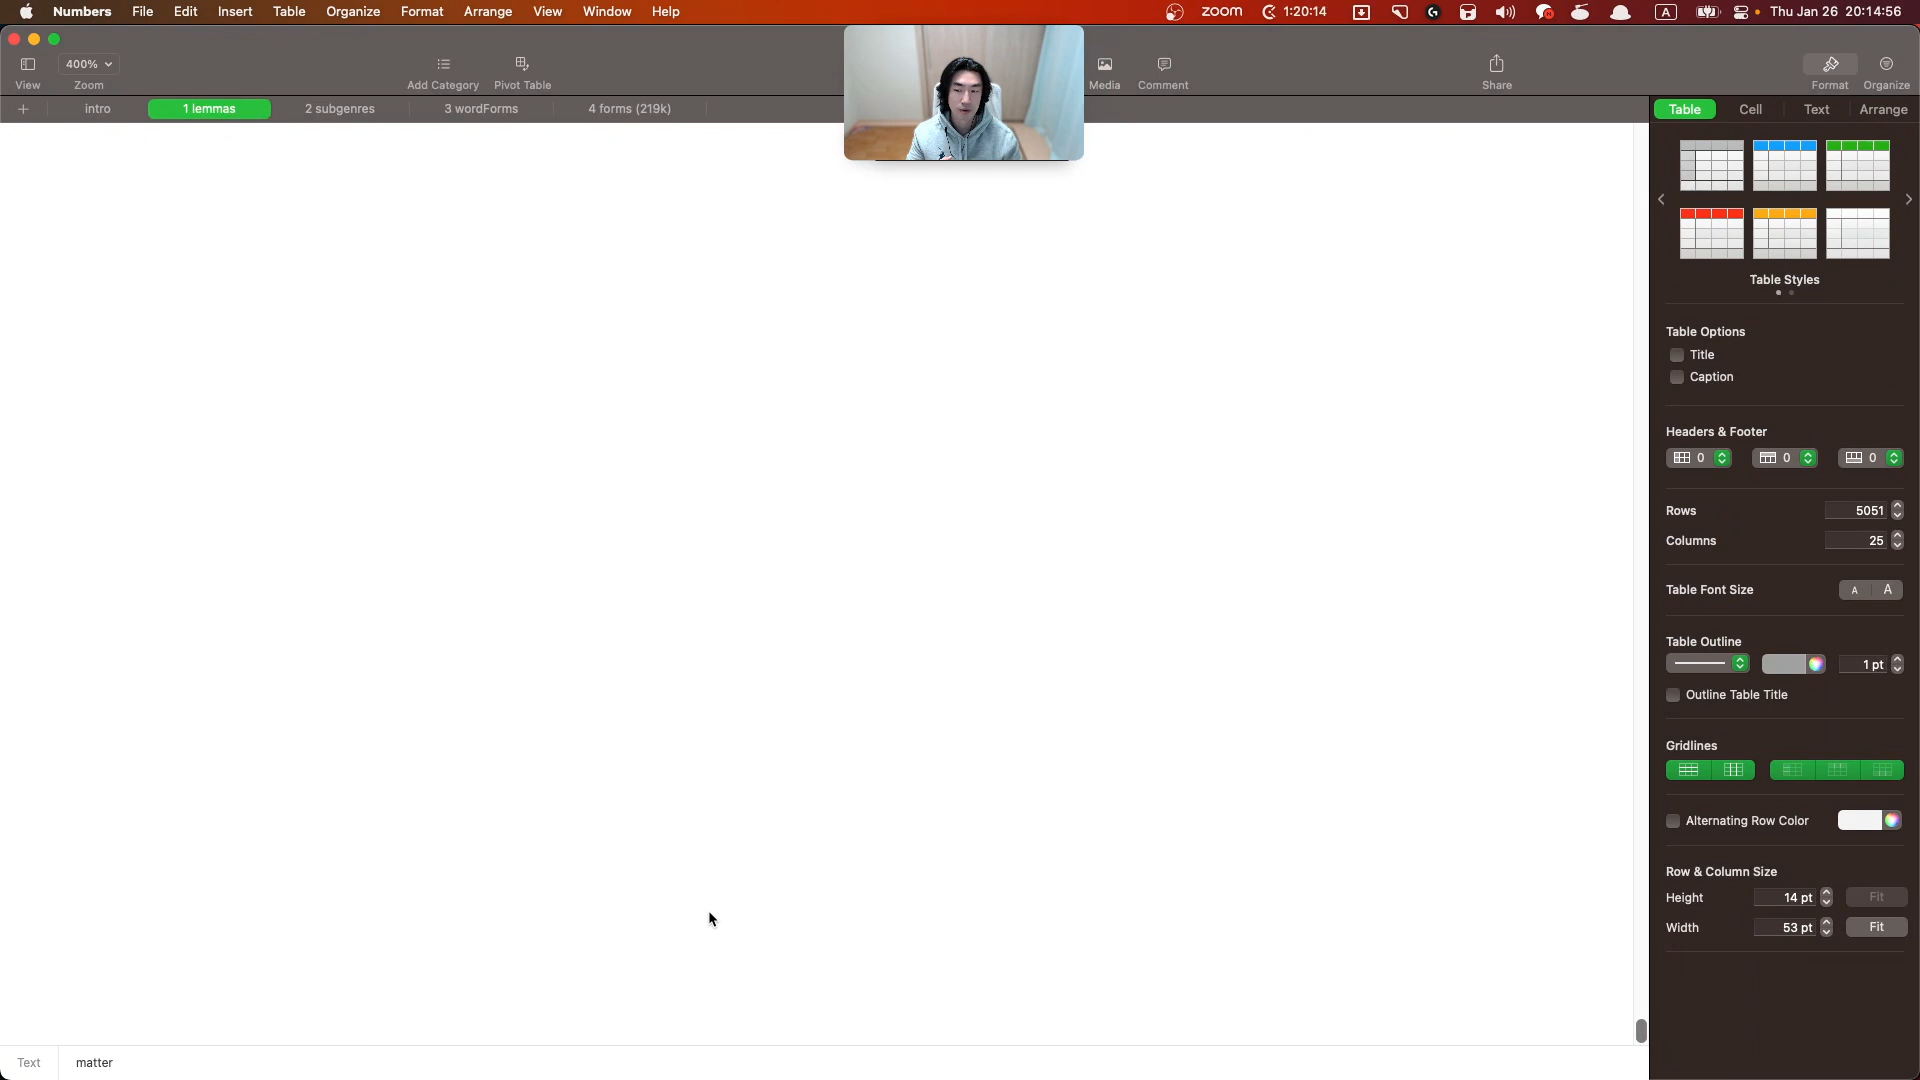 Numbers File Edit Insert Table Organize Format Arrange View Window Help zoom 1:20:14 A Thu Jan 26 20:14:56
400%
View Zoom Add Category Pivot Table Media Comment Share Format Organize
intro 1 lemmas 2 subgenres 3 wordForms 4 forms (219k) Table Cell Text Arrange
Table Styles
Table Options
Title
Caption
Headers & Footer
0 0 0
Rows 5051
Columns 25
Table Font Size A A
Table Outline
1 pt
Outline Table Title
Gridlines
Alternating Row Color
Row & Column Size
Height 14 pt Fit
Width 53 pt Fit
Text matter